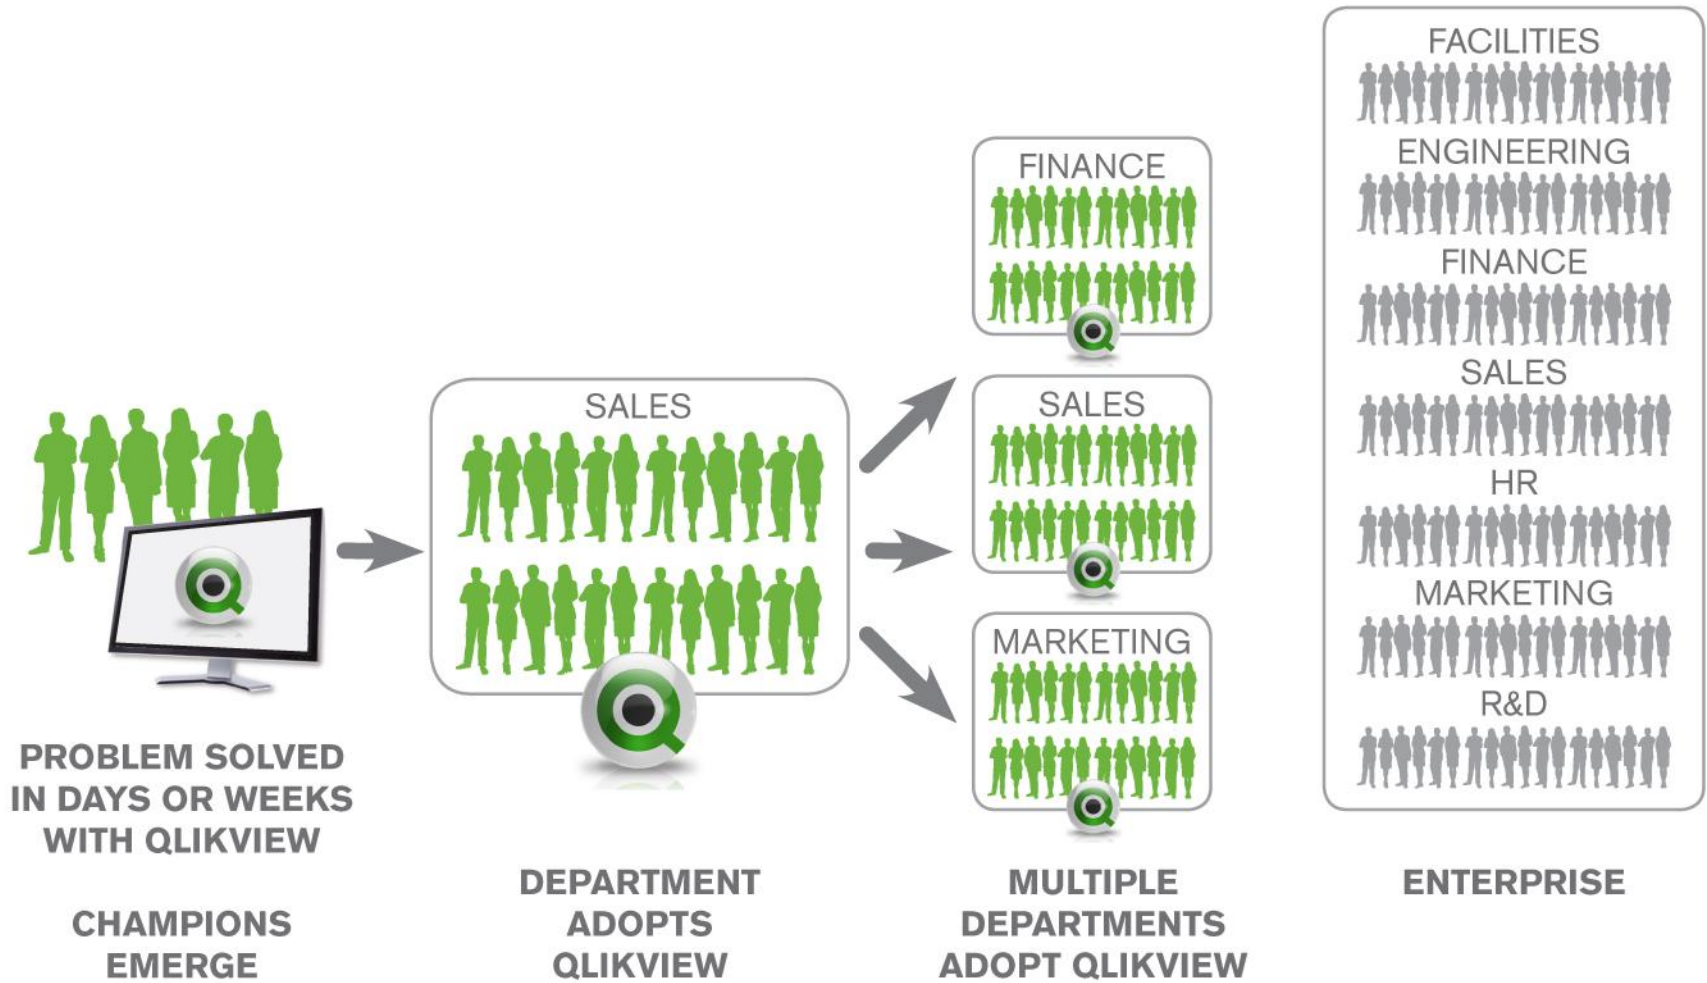 PROBLEM SOLVED
IN DAYS OR WEEKS
WITH QLIKVIEW
CHAMPIONS
EMERGE
SALES
DEPARTMENT
ADOPTS
QLIKVIEW
FINANCE
SALES
MARKETING
MULTIPLE
DEPARTMENTS
ADOPT QLIKVIEW
FACILITIES
ENGINEERING
FINANCE
SALES
HR
MARKETING
R&D
ENTERPRISE